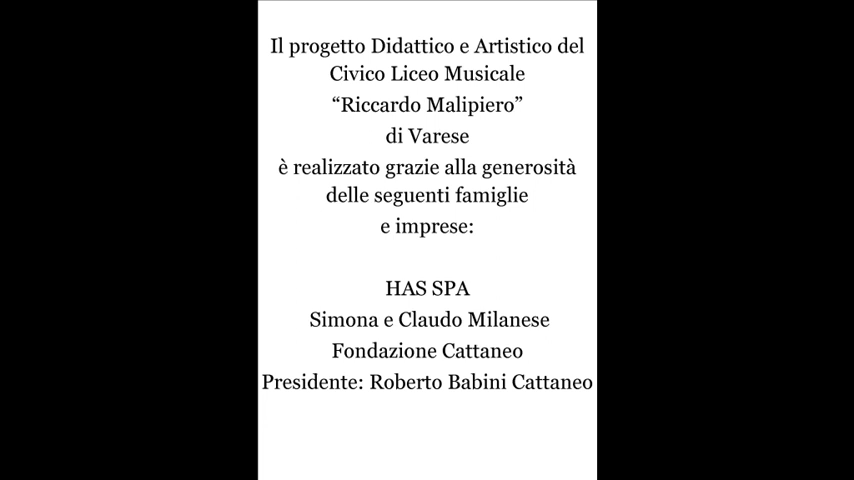 Il progetto Didattico e Artistico del
Civico Liceo Musicale
“Riccardo Malipiero”
di Varese
è realizzato grazie alla generosità
delle seguenti famiglie
e imprese:
HAS SPA
Simona e Claudo Milanese
Fondazione Cattaneo
Presidente: Roberto Babini Cattaneo